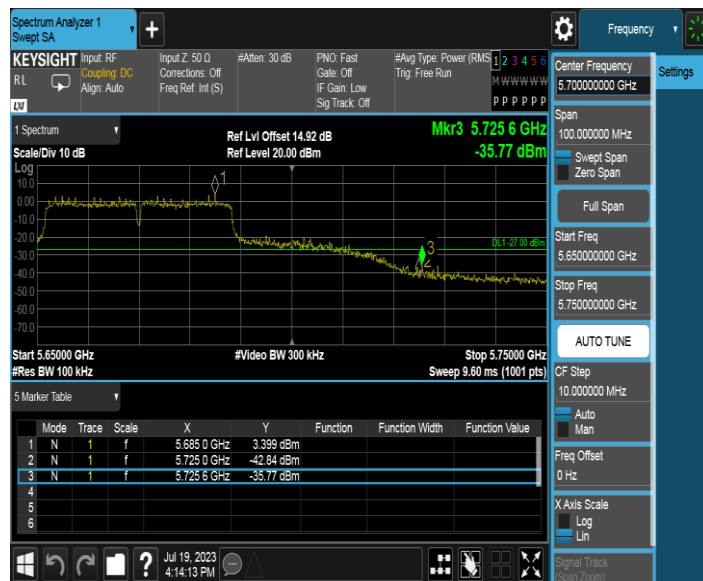 Spectrum Analyzer 1
Swept SA
+
Frequency
KEYSIGHT
RL
LXI
Input: RF
Coupling: DC
Align: Auto
Input Z: 50 Ω
Corrections: Off
Freq Ref: Int (S)
#Atten: 30 dB
PNO: Fast
Gate: Off
IF Gain: Low
Sig Track: Off
#Avg Type: Power (RMS
Trig: Free Run
1 2 3 4 5 6
M W W W W W
P P P P P P
Center Frequency
5.700000000 GHz
Settings
1 Spectrum
Scale/Div 10 dB
Ref Lvl Offset 14.92 dB
Ref Level 20.00 dBm
Mkr3 5.725 6 GHz
-35.77 dBm
Span
100.000000 MHz
Swept Span
Zero Span
Full Span
Start Freq
5.650000000 GHz
Stop Freq
5.750000000 GHz
AUTO TUNE
CF Step
10.000000 MHz
Auto
Man
Freq Offset
0 Hz
X Axis Scale
Log
Lin
Signal Track
(Span Zoom)
Log
10.0
0.00
-10.0
-20.0
-30.0
-40.0
-50.0
-60.0
-70.0
1
DL1 -27.00 dBm
3
2
Start 5.65000 GHz
#Res BW 100 kHz
#Video BW 300 kHz
Stop 5.75000 GHz
Sweep 9.60 ms (1001 pts)
5 Marker Table
Mode Trace Scale X Y Function Function Width Function Value
1 N 1 f 5.685 0 GHz 3.399 dBm
2 N 1 f 5.725 0 GHz -42.84 dBm
3 N 1 f 5.725 6 GHz -35.77 dBm
4
5
6
?
Jul 19, 2023
4:14:13 PM